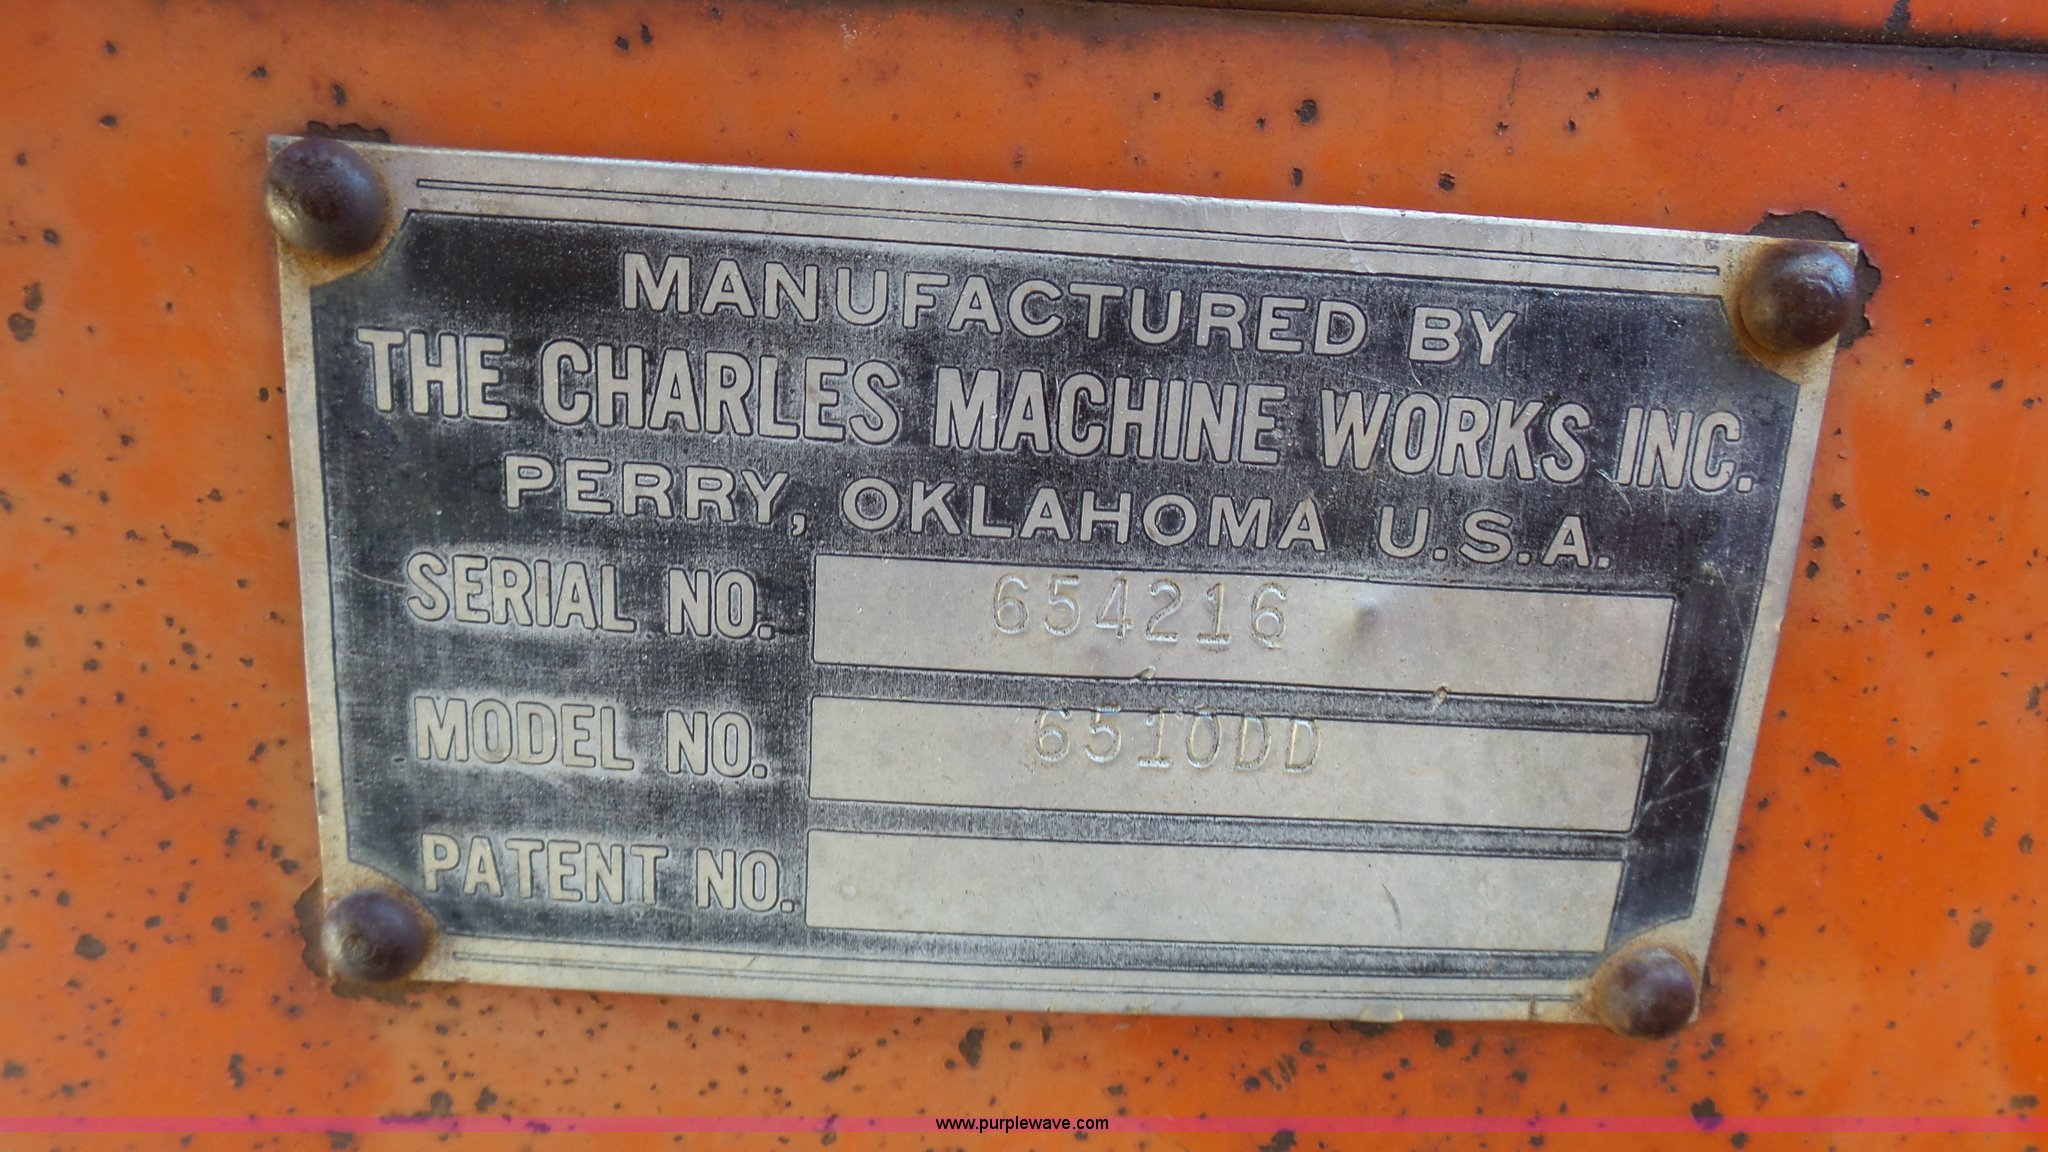 MANUFACTURED BY
THE CHARLES MACHINE WORKS INC.
PERRY, OKLAHOMA U.S.A.
SERIAL NO. 654216
MODEL NO. 6510DD
PATENT NO.
www.purplewave.com